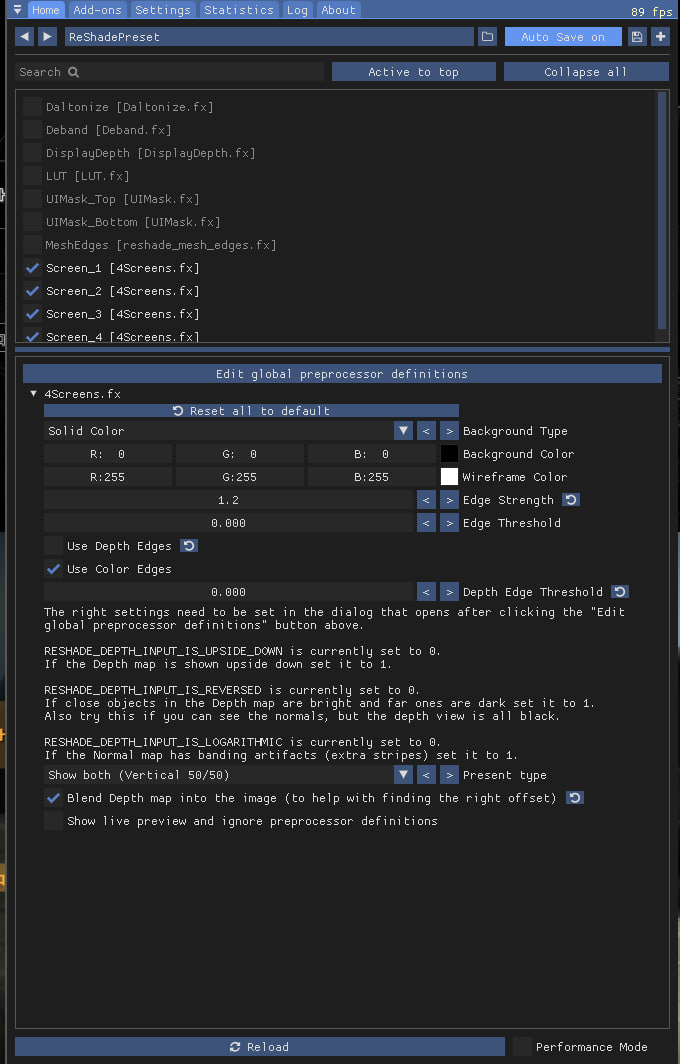 Home Add-ons Settings Statistics Log About 89 fps
ReShadePreset Auto Save on
Search Active to top Collapse all
Daltonize [Daltonize.fx]
Deband [Deband.fx]
DisplayDepth [DisplayDepth.fx]
LUT [LUT.fx]
UIMask_Top [UIMask.fx]
UIMask_Bottom [UIMask.fx]
MeshEdges [reshade_mesh_edges.fx]
Screen_1 [4Screens.fx]
Screen_2 [4Screens.fx]
Screen_3 [4Screens.fx]
Screen_4 [4Screens.fx]
Edit global preprocessor definitions
4Screens.fx
Reset all to default
Solid Color < > Background Type
R: 0 G: 0 B: 0 Background Color
R:255 G:255 B:255 Wireframe Color
1.2 < > Edge Strength
0.000 < > Edge Threshold
Use Depth Edges
Use Color Edges
0.000 < > Depth Edge Threshold
The right settings need to be set in the dialog that opens after clicking the "Edit
global preprocessor definitions" button above.
RESHADE_DEPTH_INPUT_IS_UPSIDE_DOWN is currently set to 0.
If the Depth map is shown upside down set it to 1.
RESHADE_DEPTH_INPUT_IS_REVERSED is currently set to 0.
If close objects in the Depth map are bright and far ones are dark set it to 1.
Also try this if you can see the normals, but the depth view is all black.
RESHADE_DEPTH_INPUT_IS_LOGARITHMIC is currently set to 0.
If the Normal map has banding artifacts (extra stripes) set it to 1.
Show both (Vertical 50/50) < > Present type
Blend Depth map into the image (to help with finding the right offset)
Show live preview and ignore preprocessor definitions
Reload Performance Mode